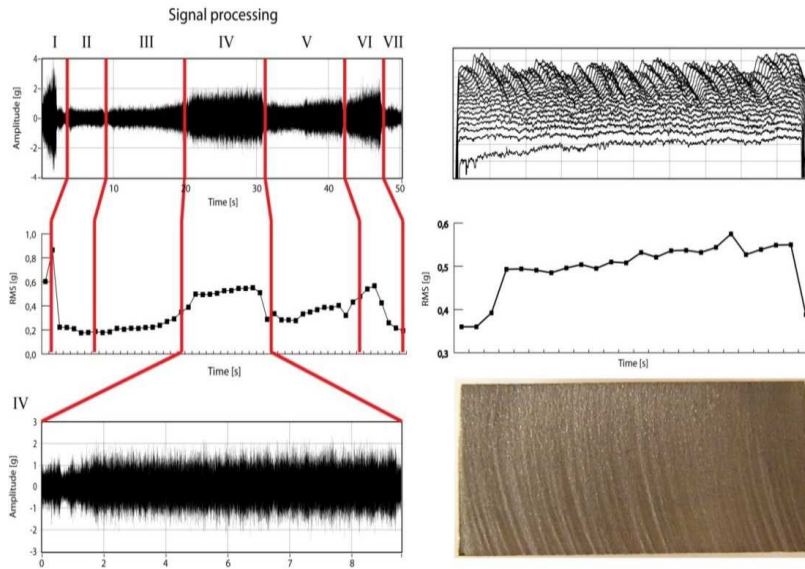 Signal processing
I II III IV V VI VII
Amplitude [g]
4
2
0
-2
-4
10 20 30 40 50
Time [s]
RMS [g]
1,0
0,8
0,6
0,4
0,2
0,0
Time [s]
IV
Amplitude [g]
3
2
1
0
-1
-2
-3
0 2 4 6 8
RMS [g]
0,6
0,5
0,4
0,3
Time [s]